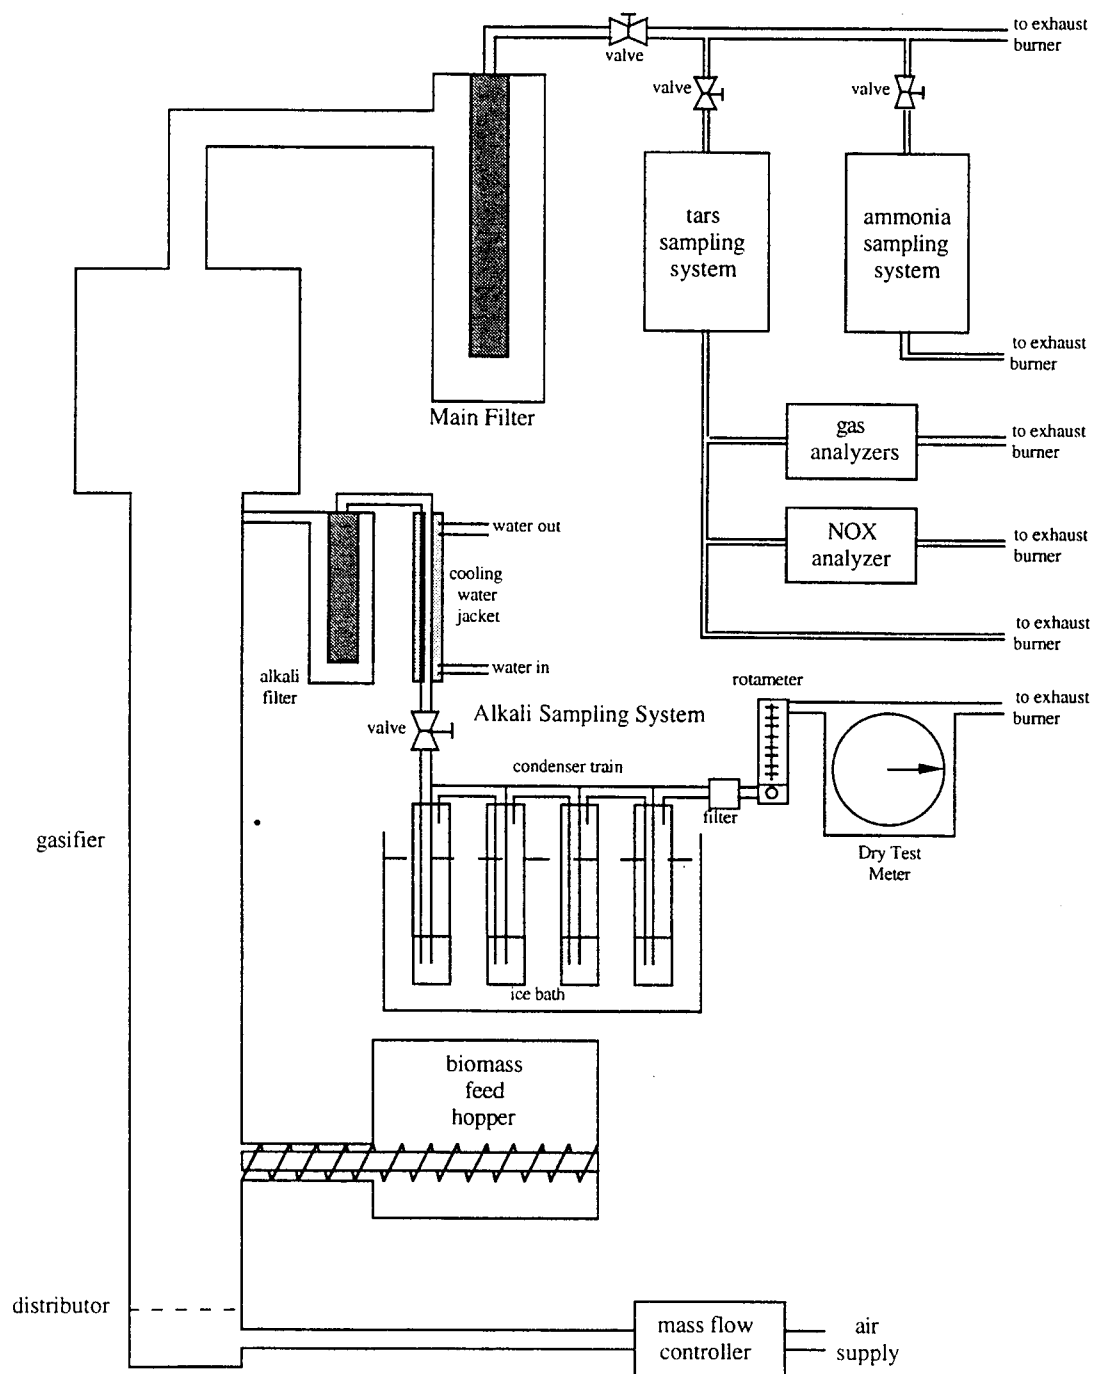 to exhaust
burner
valve
valve
valve
tars
sampling
system
ammonia
sampling
system
to exhaust
burner
Main Filter
gas
analyzers
to exhaust
burner
NOX
analyzer
to exhaust
burner
water out
cooling
water
jacket
water in
to exhaust
burner
alkali
filter
rotameter
to exhaust
burner
valve
Alkali Sampling System
condenser train
filter
gasifier
Dry Test
Meter
ice bath
biomass
feed
hopper
distributor
mass flow
controller
air
supply